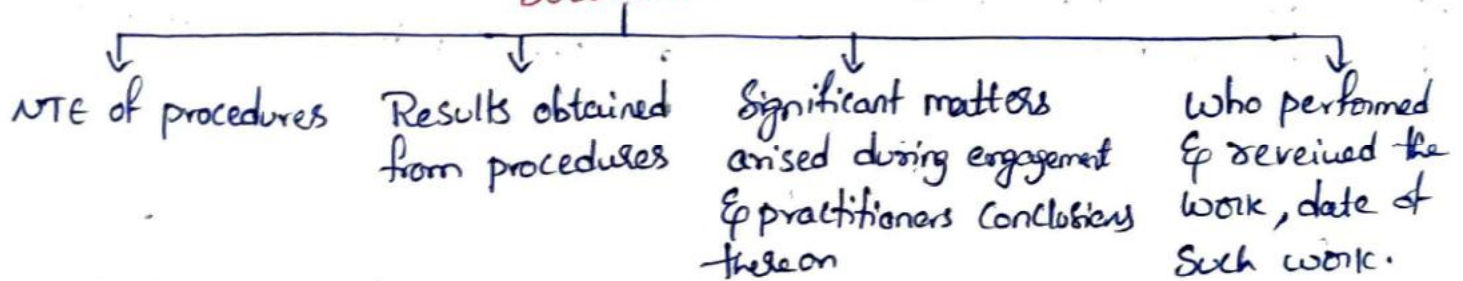 NTE of procedures
Results obtained
from procedures
Significant matters
arised during engagement
& practitioners conclusions
thereon
who performed
& reveiued the
work, date of
such work.